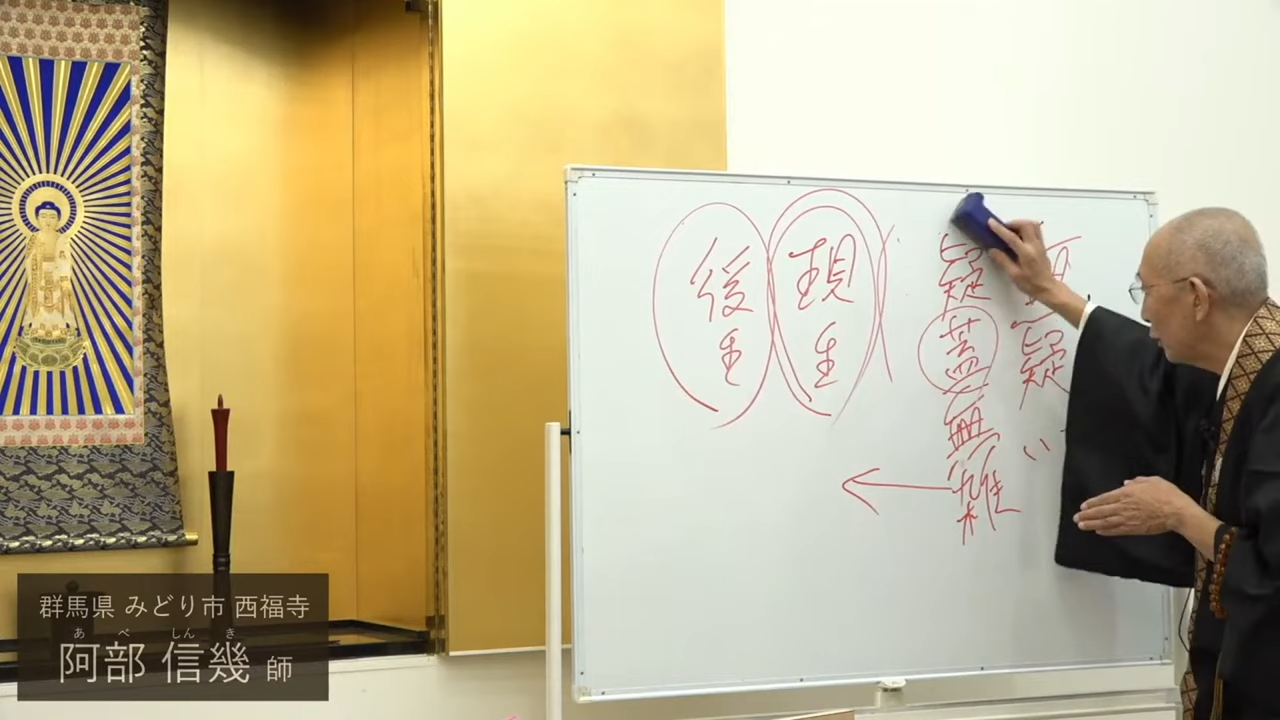 無疑
疑蓋無雑
現生
後生
群馬県 みどり市 西福寺
あ べ しん き
阿部 信幾 師